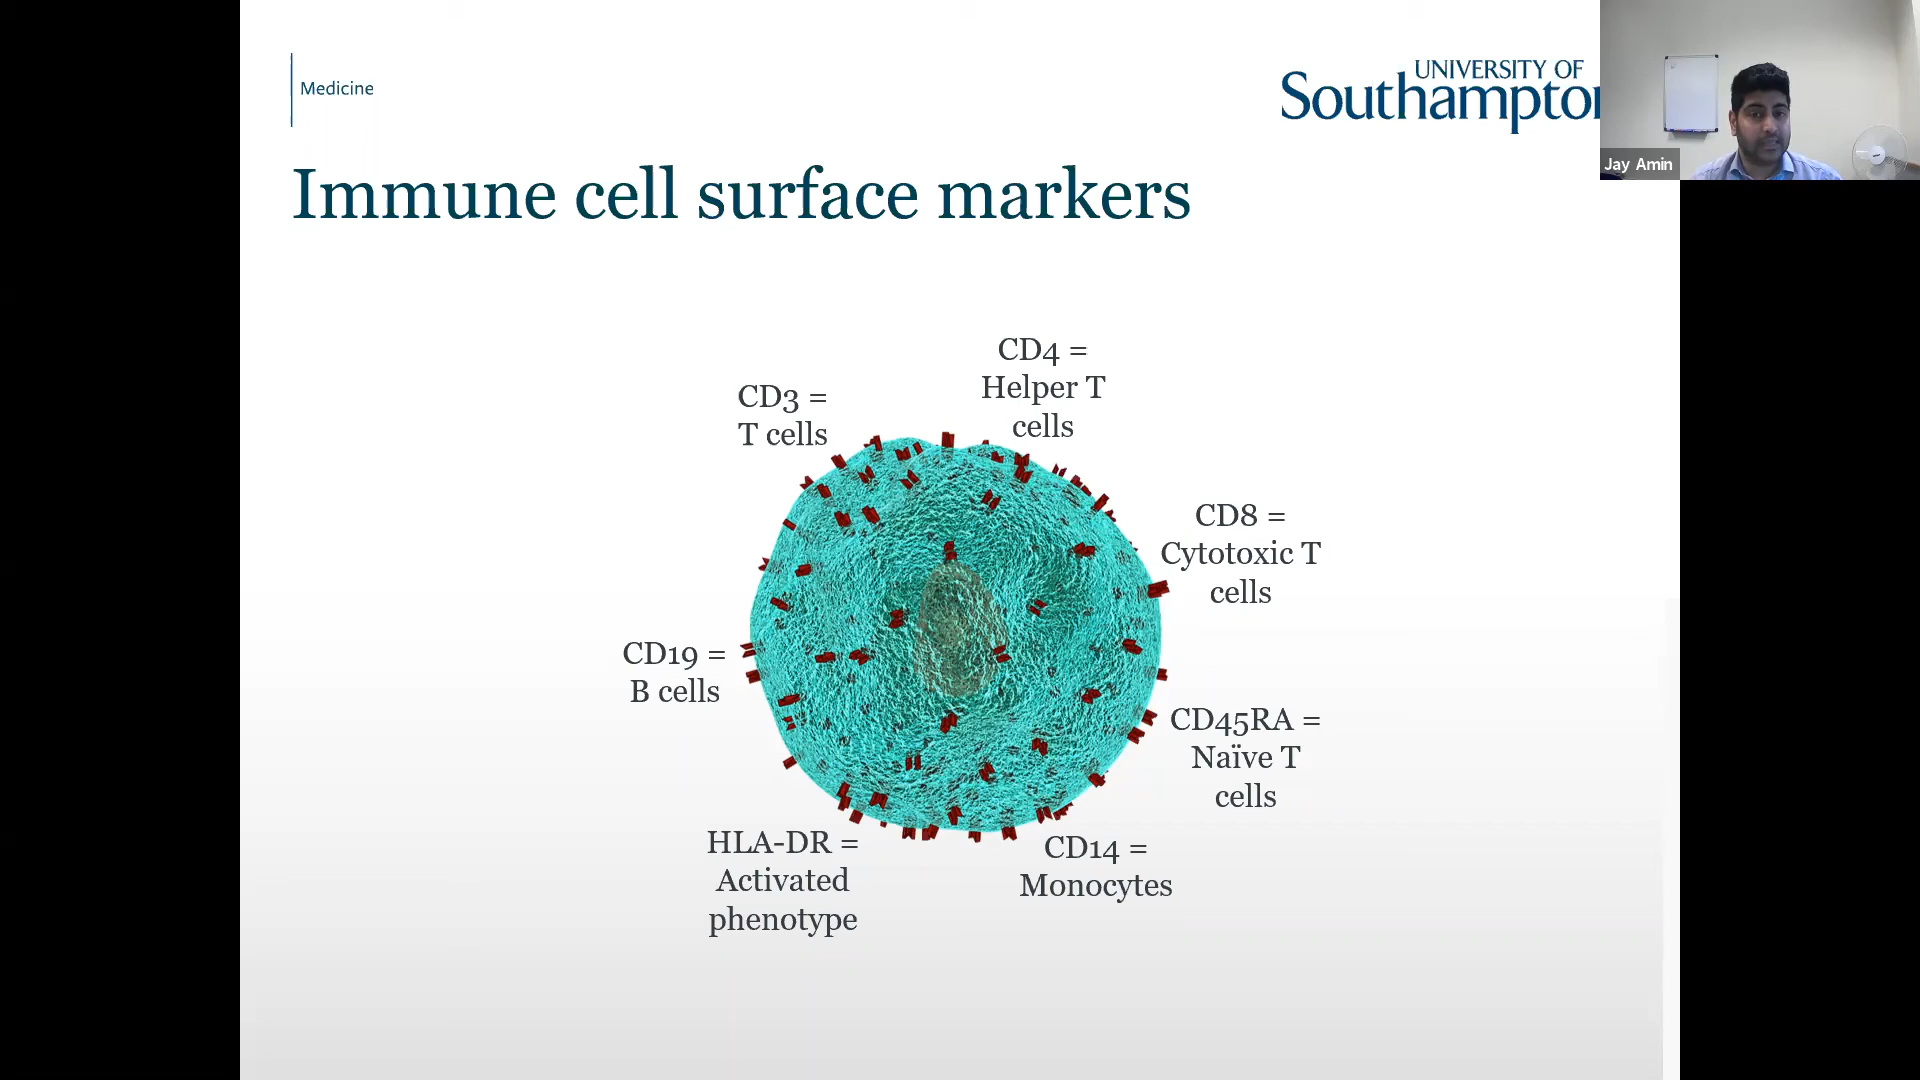 Medicine
UNIVERSITY OF
Southampton
Jay Amin
Immune cell surface markers
CD3 =
T cells
CD4 =
Helper T
cells
CD8 =
Cytotoxic T
cells
CD19 =
B cells
CD45RA =
Naïve T
cells
HLA-DR =
Activated
phenotype
CD14 =
Monocytes